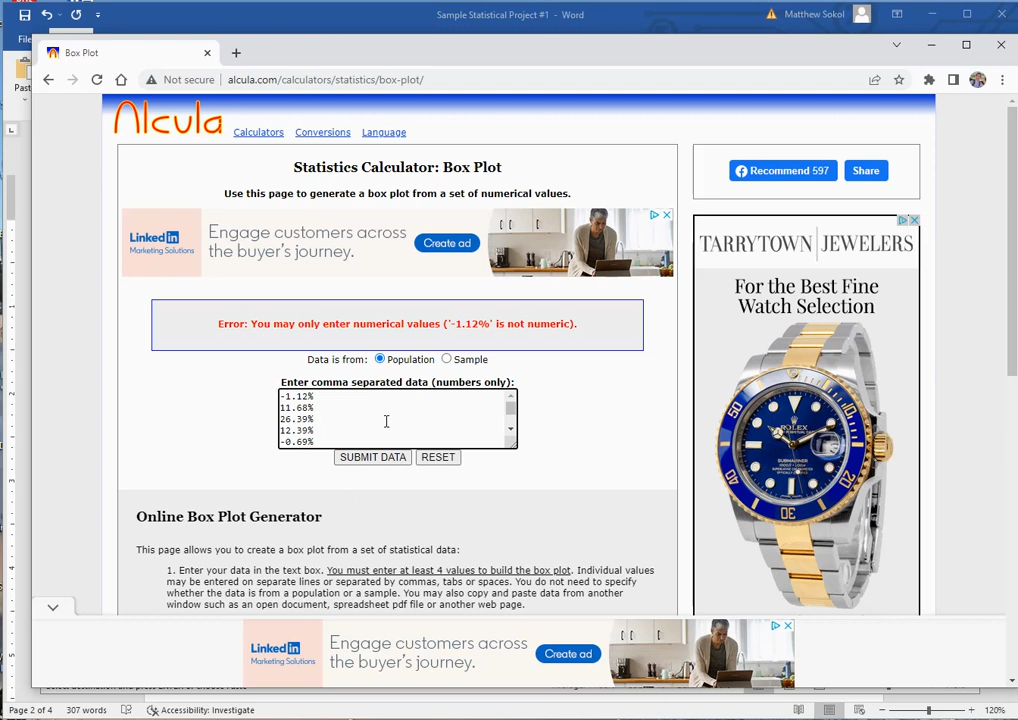 Sample Statistical Project #1 - Word
Matthew Sokol
File
Box Plot
Not secure
alcula.com/calculators/statistics/box-plot/
Past
Alcula
Calculators
Conversions
Language
Statistics Calculator: Box Plot
Use this page to generate a box plot from a set of numerical values.
Linked in
Marketing Solutions
Engage customers across
the buyer's journey.
Create ad
Error: You may only enter numerical values ('-1.12%' is not numeric).
Data is from: Population Sample
Enter comma separated data (numbers only):
-1.12%
11.68%
26.39%
12.39%
-0.69%
SUBMIT DATA
RESET
Online Box Plot Generator
This page allows you to create a box plot from a set of statistical data:
1. Enter your data in the text box. You must enter at least 4 values to build the box plot. Individual values
may be entered on separate lines or separated by commas, tabs or spaces. You do not need to specify
whether the data is from a population or a sample. You may also copy and paste data from another
window such as an open document, spreadsheet pdf file or another web page.
Recommend 597
Share
TARRYTOWN JEWELERS
For the Best Fine
Watch Selection
Linked in
Marketing Solutions
Engage customers across
the buyer's journey.
Create ad
Page 2 of 4
307 words
Accessibility: Investigate
120%